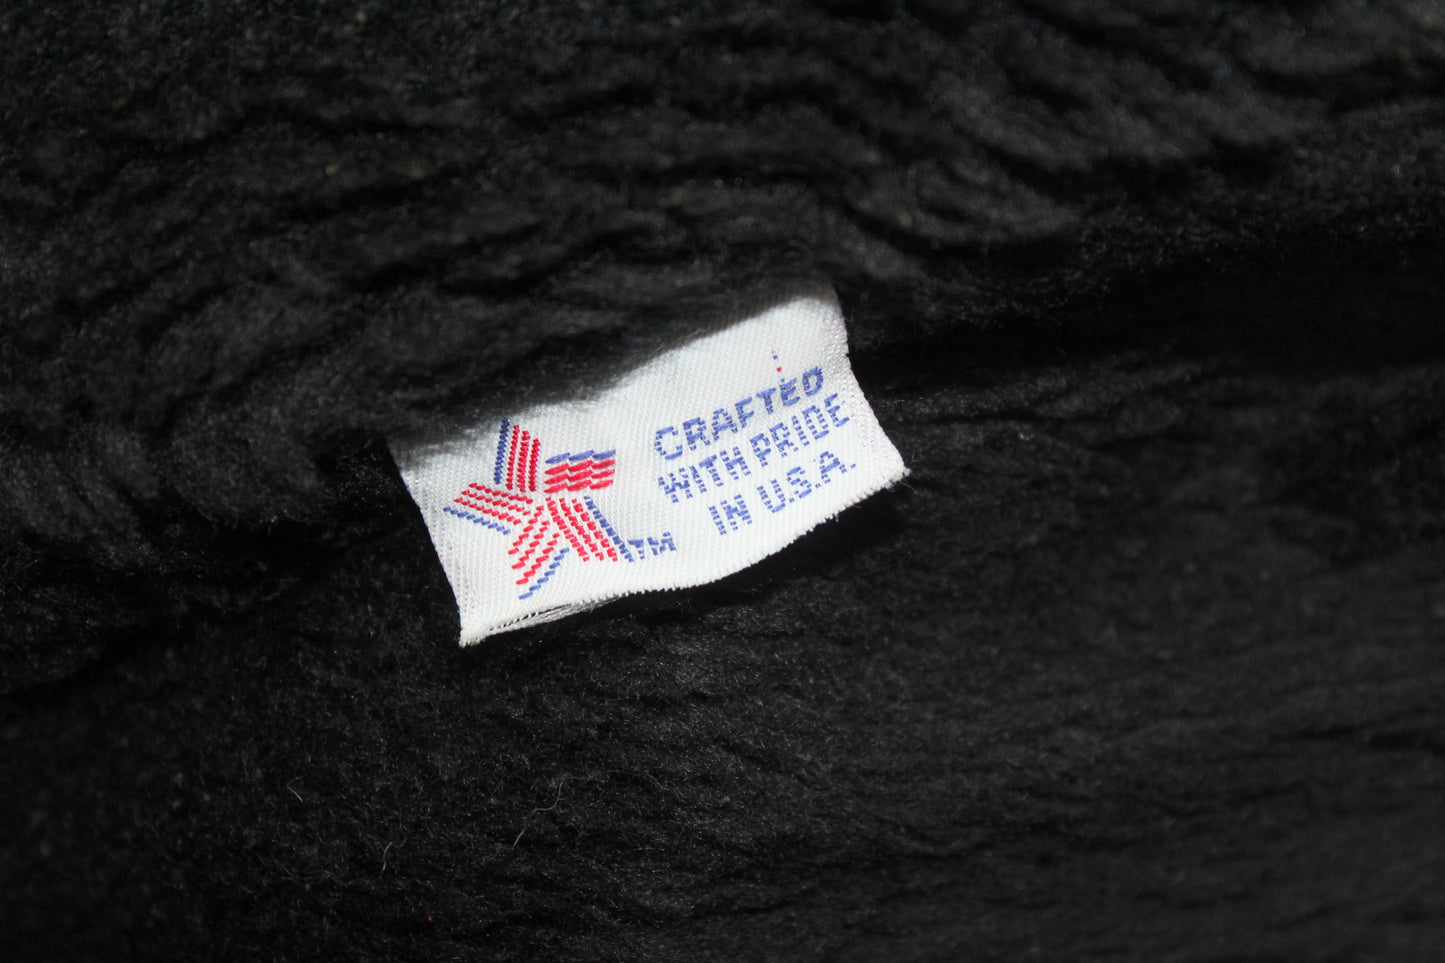 CRAFTED
WITH PRIDE
IN U.S.A.
TM